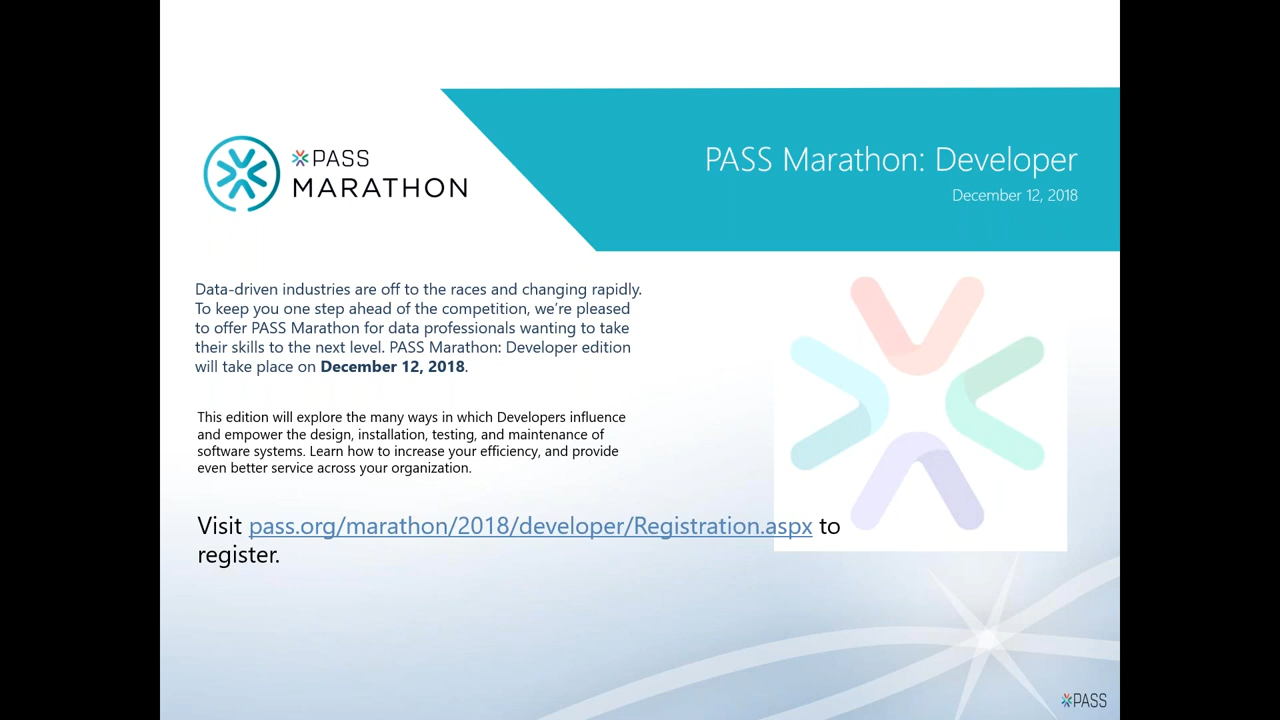 PASS
MARATHON
PASS Marathon: Developer
December 12, 2018
Data-driven industries are off to the races and changing rapidly.
To keep you one step ahead of the competition, we’re pleased
to offer PASS Marathon for data professionals wanting to take
their skills to the next level. PASS Marathon: Developer edition
will take place on December 12, 2018.
This edition will explore the many ways in which Developers influence
and empower the design, installation, testing, and maintenance of
software systems. Learn how to increase your efficiency, and provide
even better service across your organization.
Visit pass.org/marathon/2018/developer/Registration.aspx to
register.
PASS